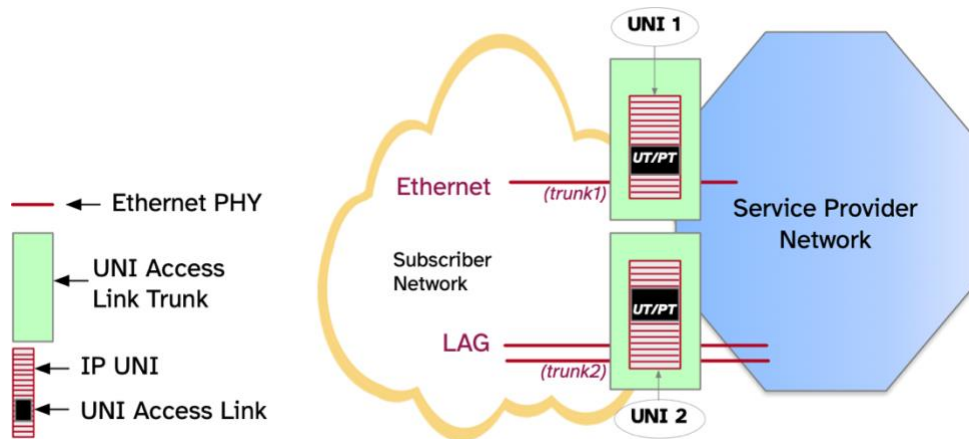 UNI 1
UT/PT
Ethernet
(trunk1)
Service Provider
Network
Ethernet PHY
UNI Access
Link Trunk
Subscriber
Network
UT/PT
LAG
(trunk2)
IP UNI
UNI Access Link
UNI 2